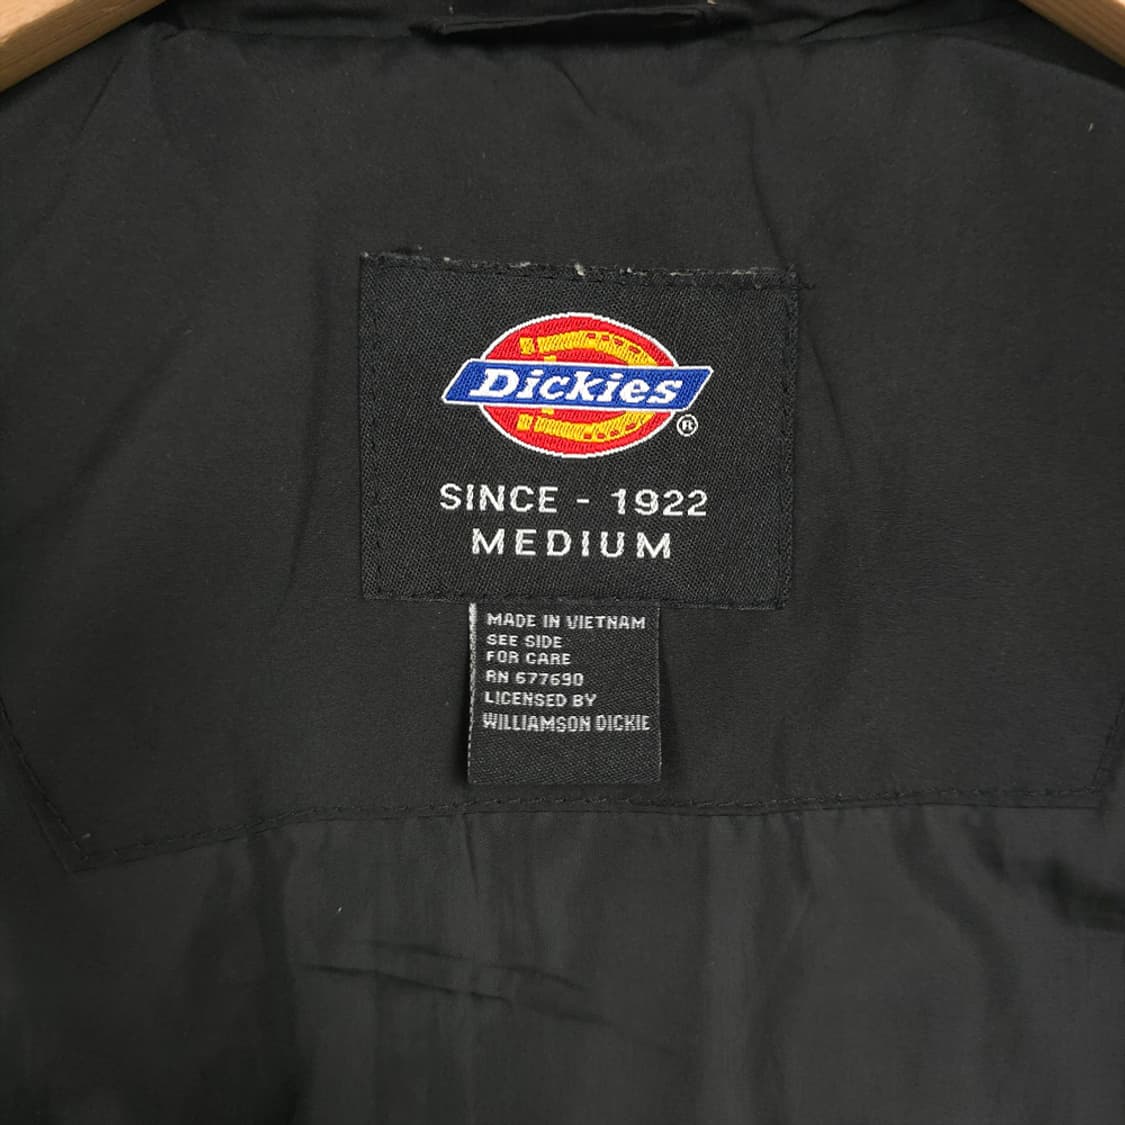 Dickies
®
SINCE - 1922
MEDIUM
MADE IN VIETNAM
SEE SIDE
FOR CARE
RN 677690
LICENSED BY
WILLIAMSON DICKIE